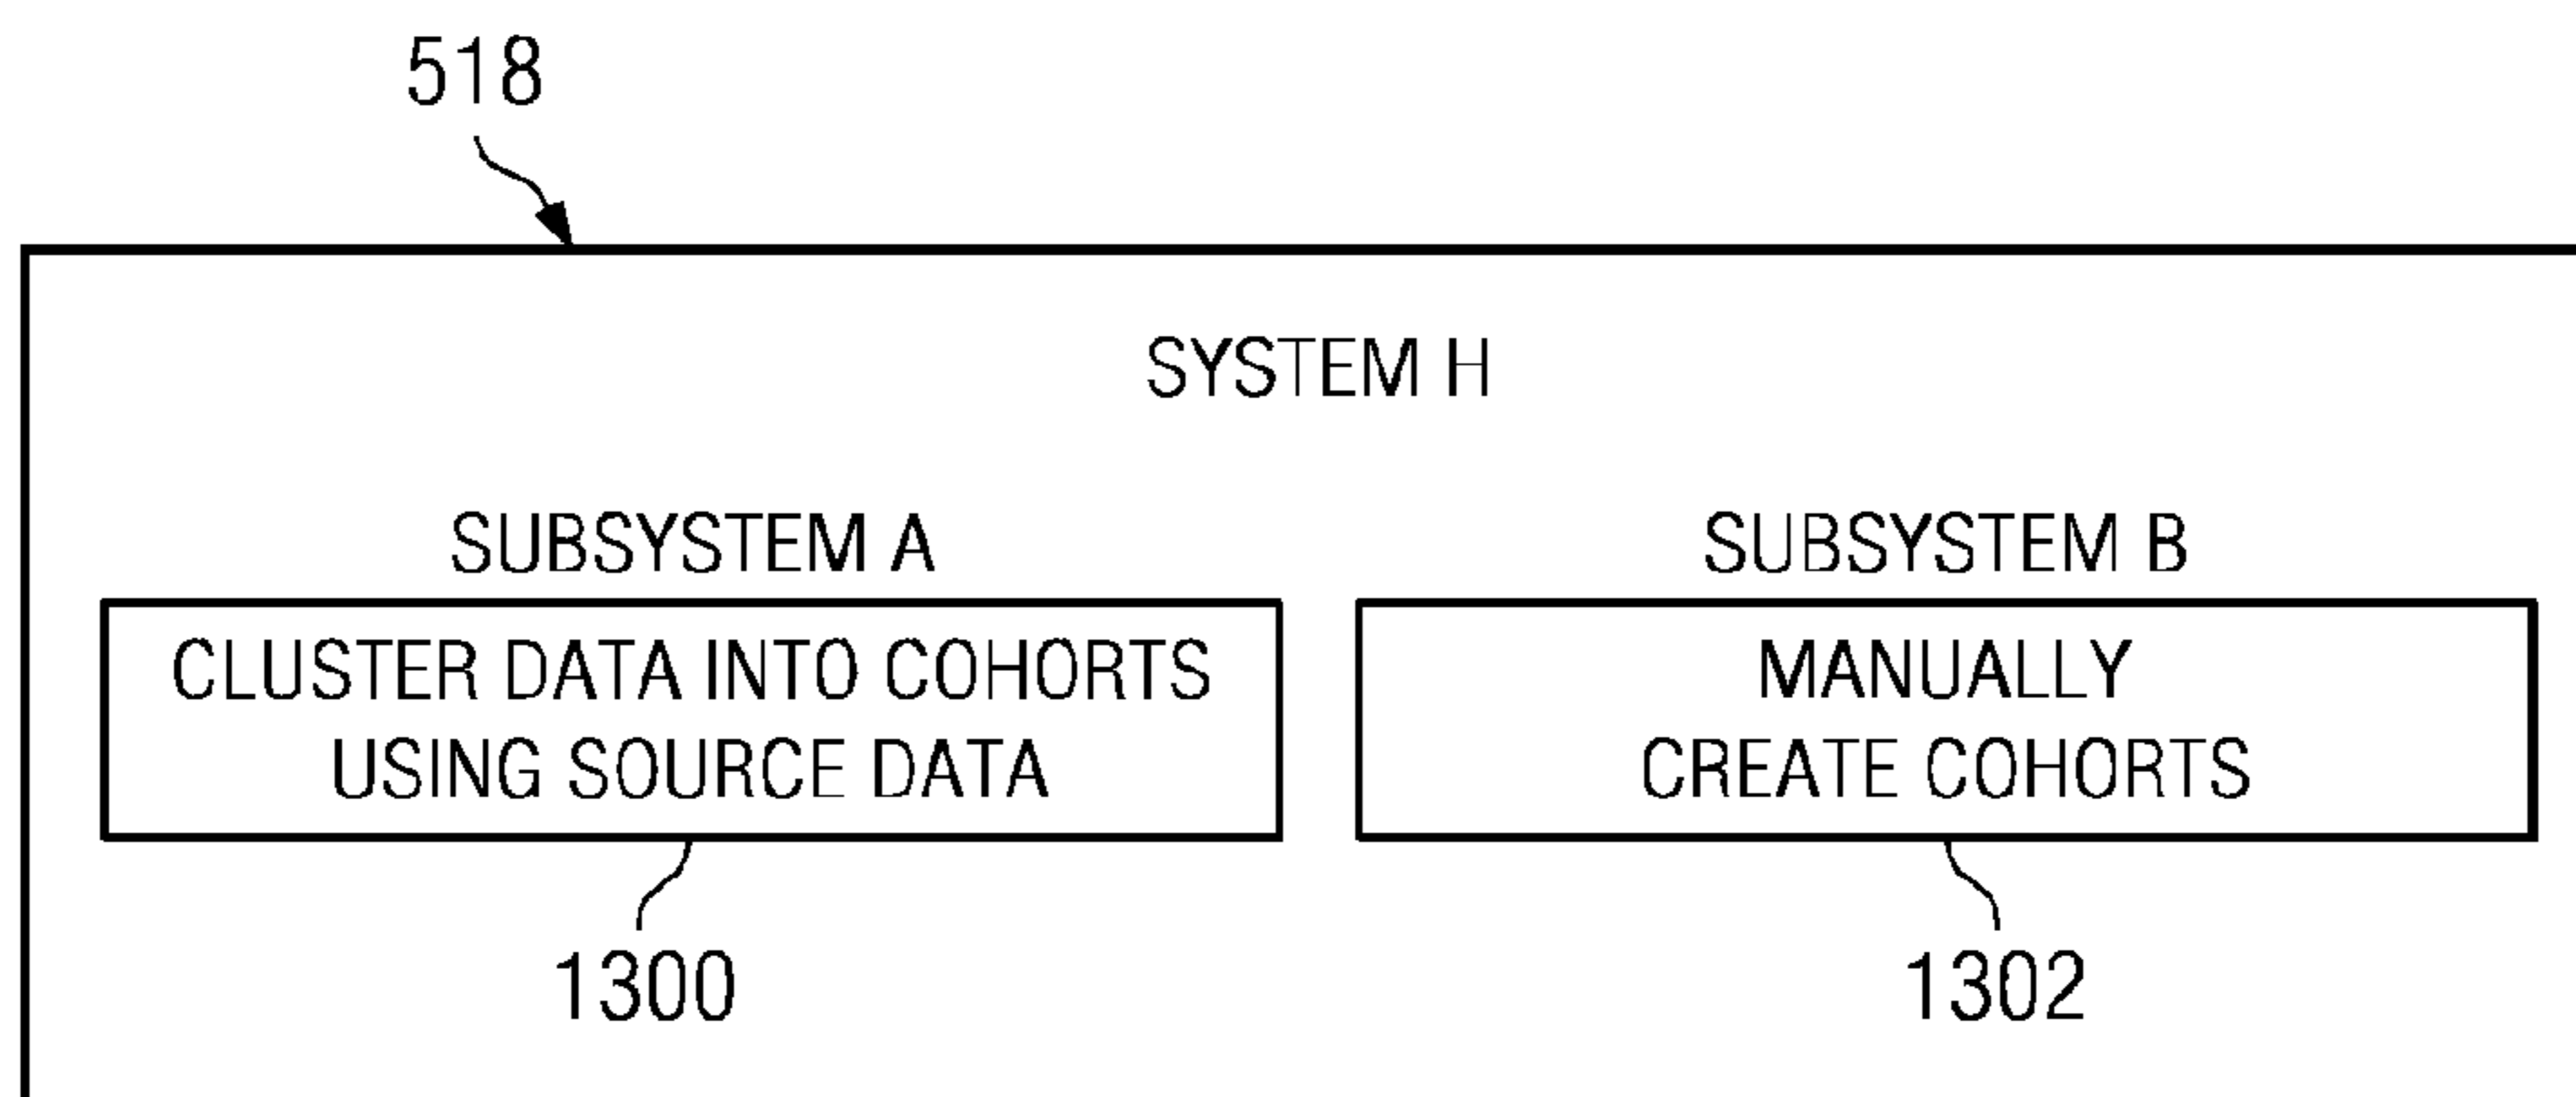 518
SYSTEM H
SUBSYSTEM A
CLUSTER DATA INTO COHORTS
USING SOURCE DATA
1300
SUBSYSTEM B
MANUALLY
CREATE COHORTS
1302